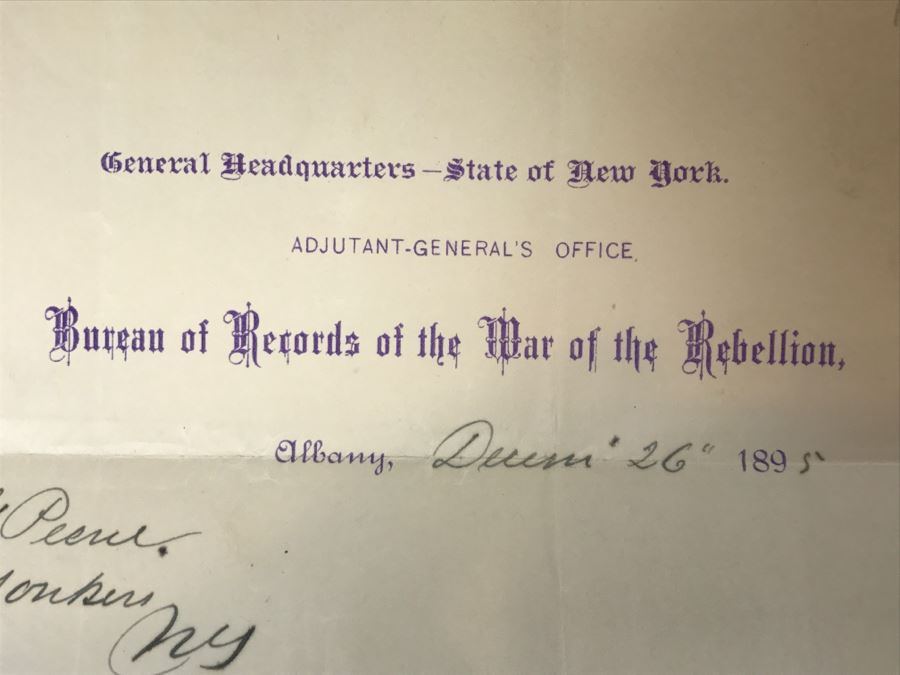 General Headquarters—State of New York.
ADJUTANT-GENERAL'S OFFICE.
Bureau of Records of the War of the Rebellion,
Albany, Decem" 26" 1895
onkers
NY